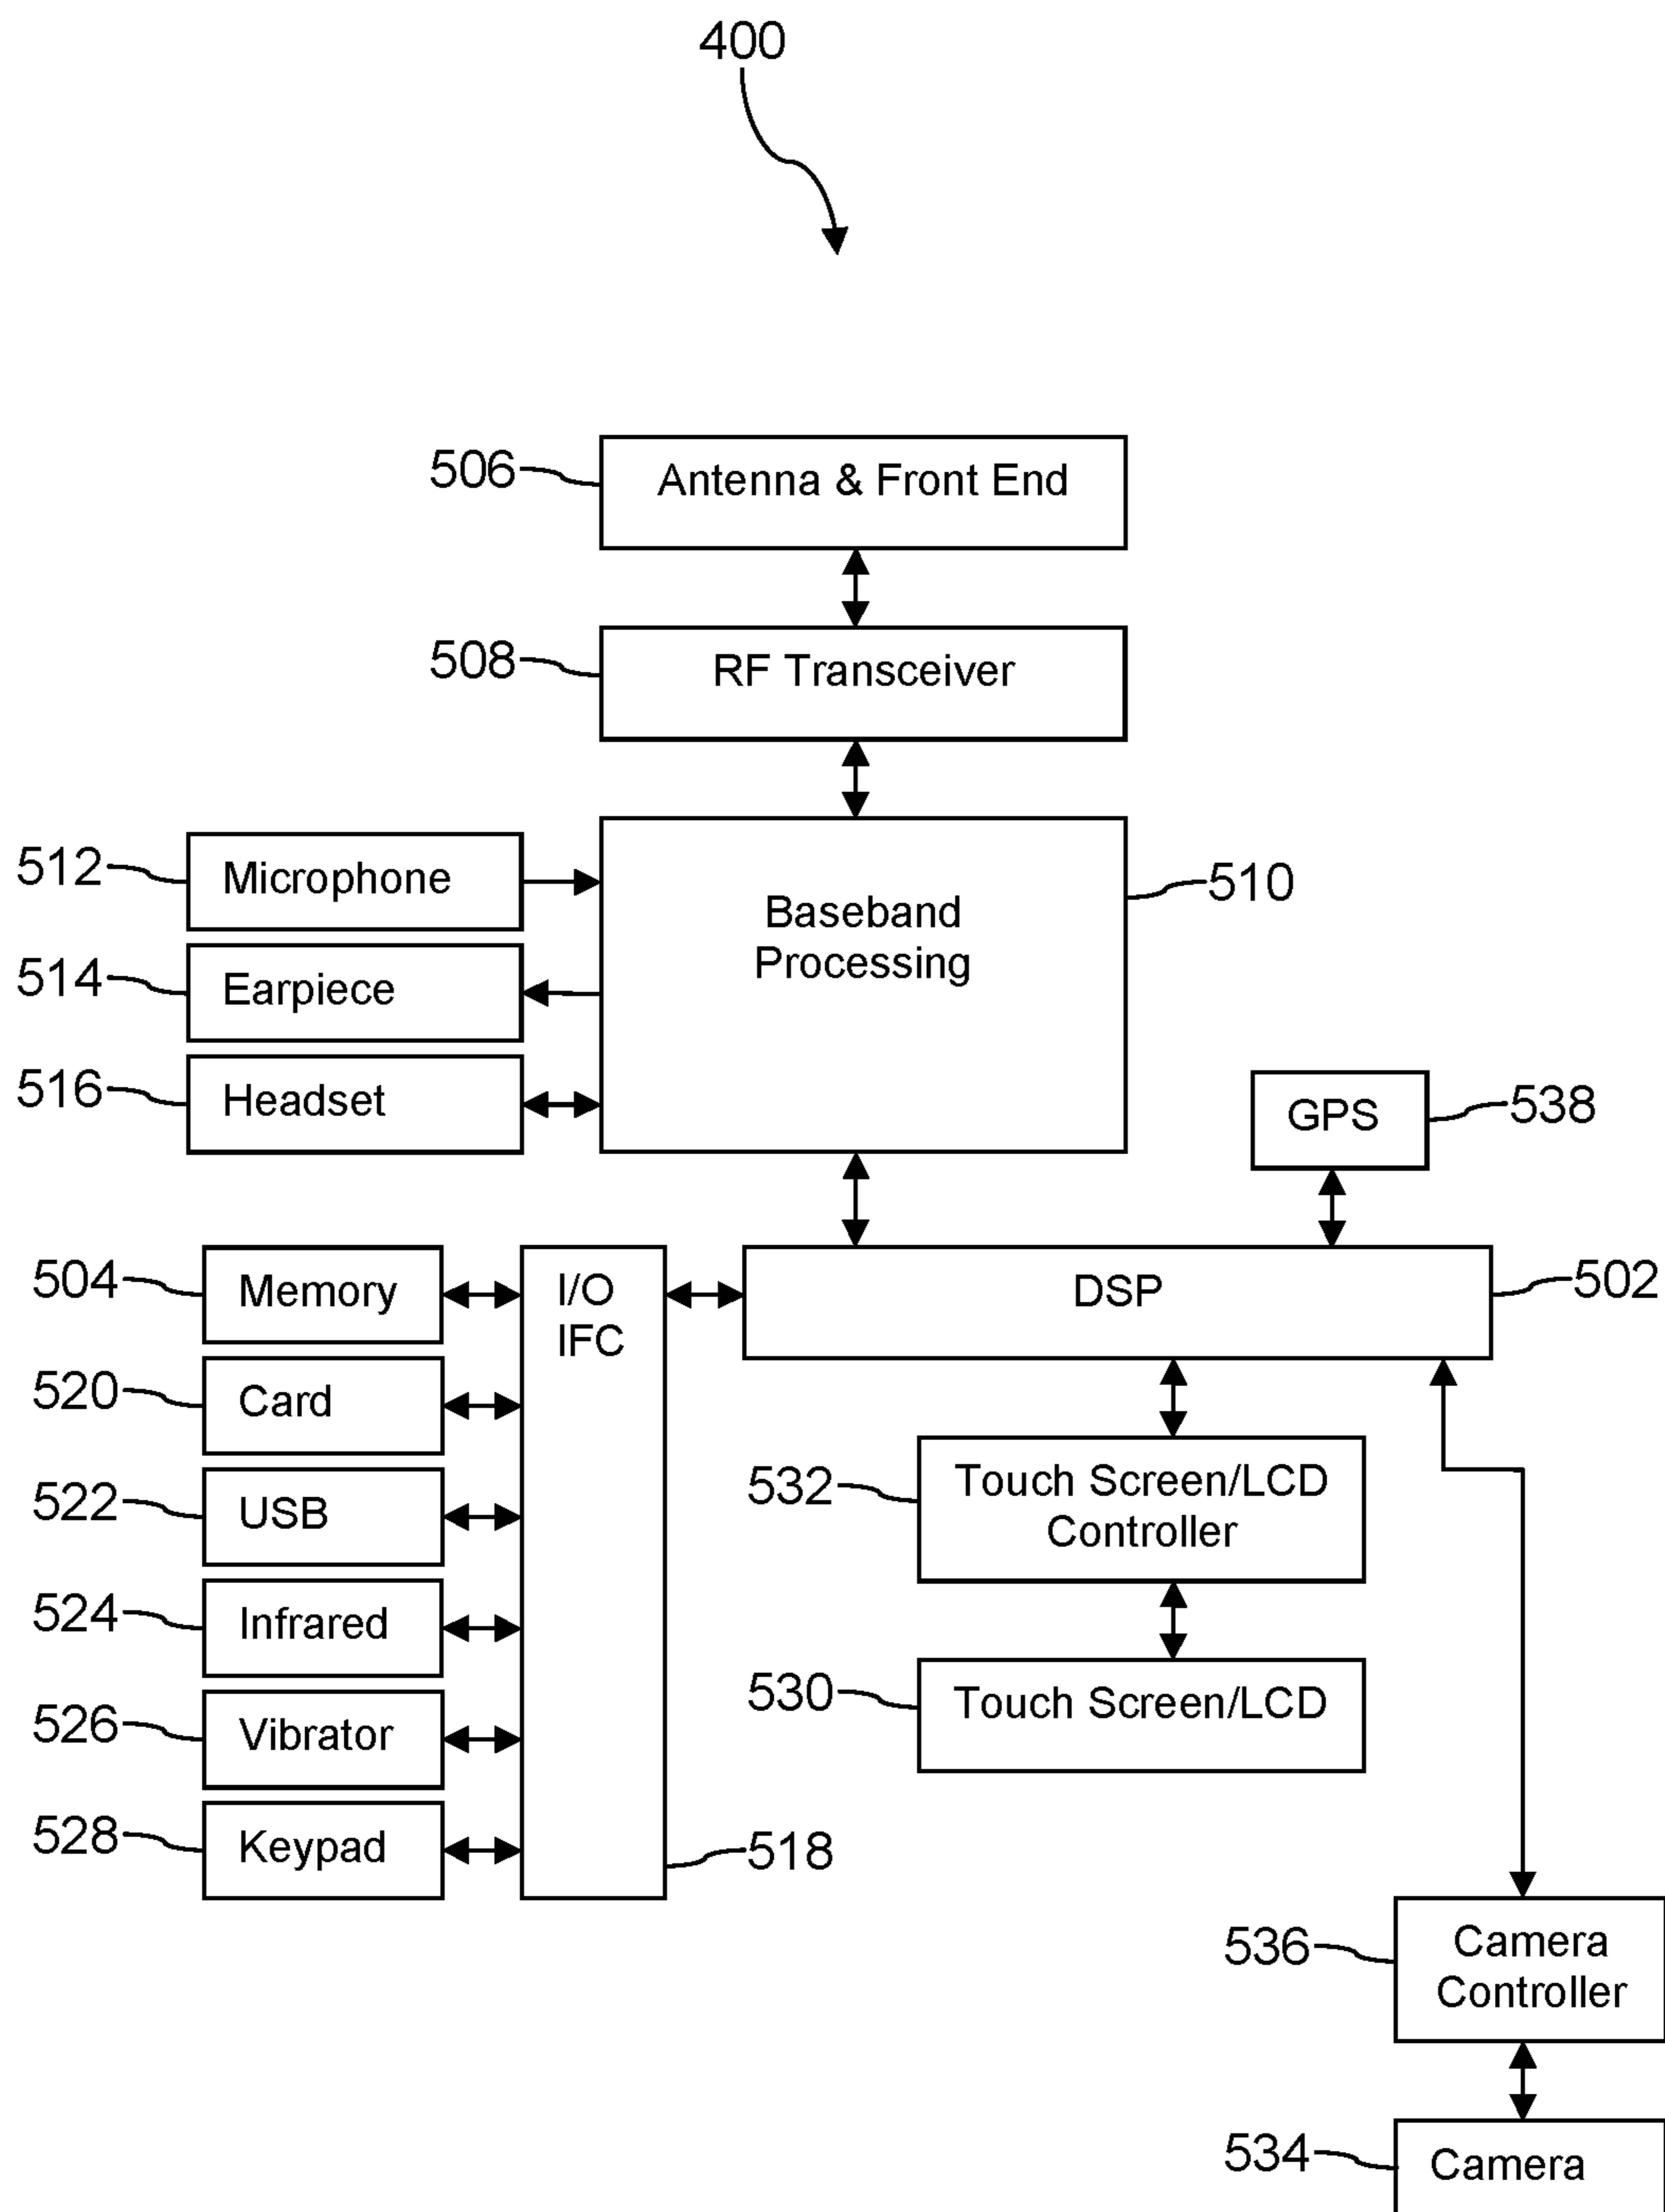 400
506
Antenna & Front End
508
RF Transceiver
512
Microphone
510
Baseband
Processing
514
Earpiece
516
Headset
GPS
538
504
Memory
I/O
IFC
DSP
502
520
Card
522
USB
532
Touch Screen/LCD
Controller
524
Infrared
530
Touch Screen/LCD
526
Vibrator
528
Keypad
518
536
Camera
Controller
534
Camera